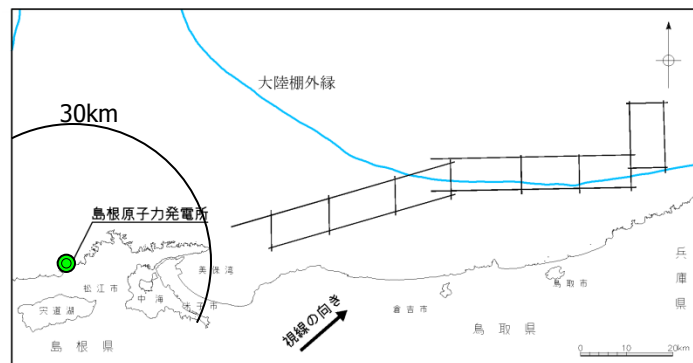 大陸棚外縁
30km
島根原子力発電所
美保湾
松江市
中海
米子市
宍道湖
島根県
視線の向き
倉吉市
鳥取市
鳥取県
兵庫県
0 10 20km